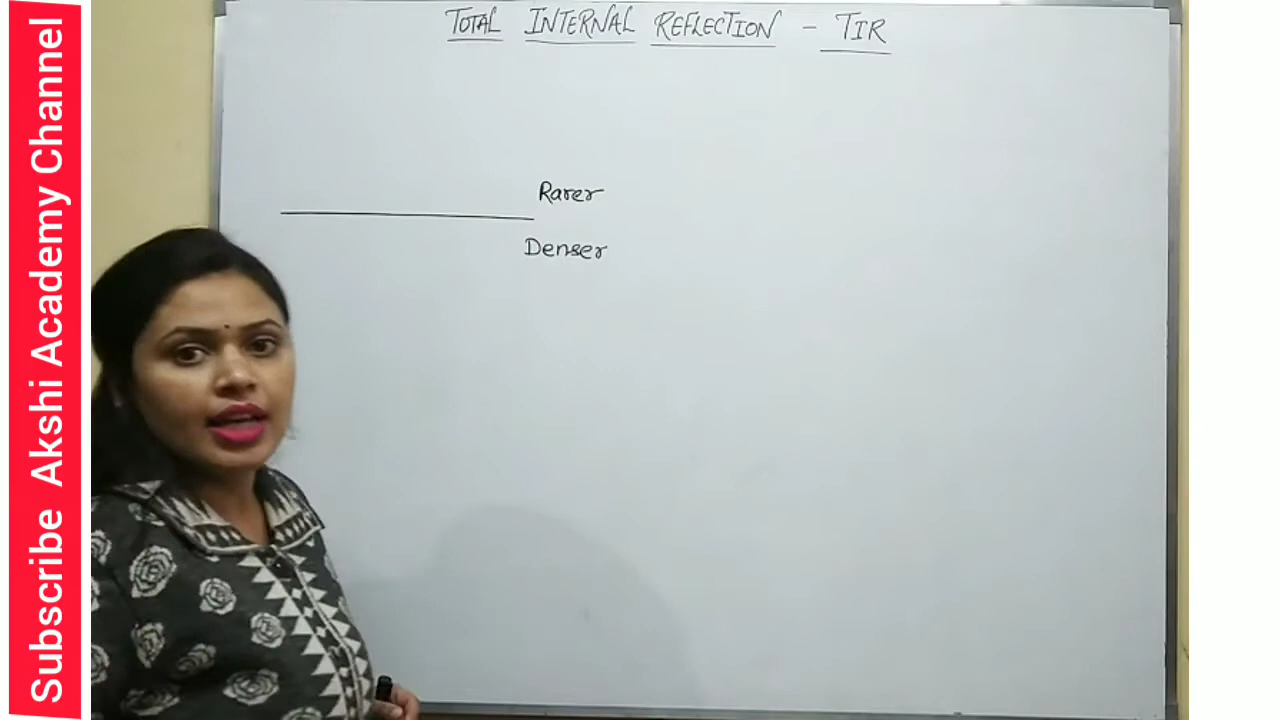 TOTAL INTERNAL REFLECTION - TIR
Rarer
Denser
Subscribe Akshi Academy Channel